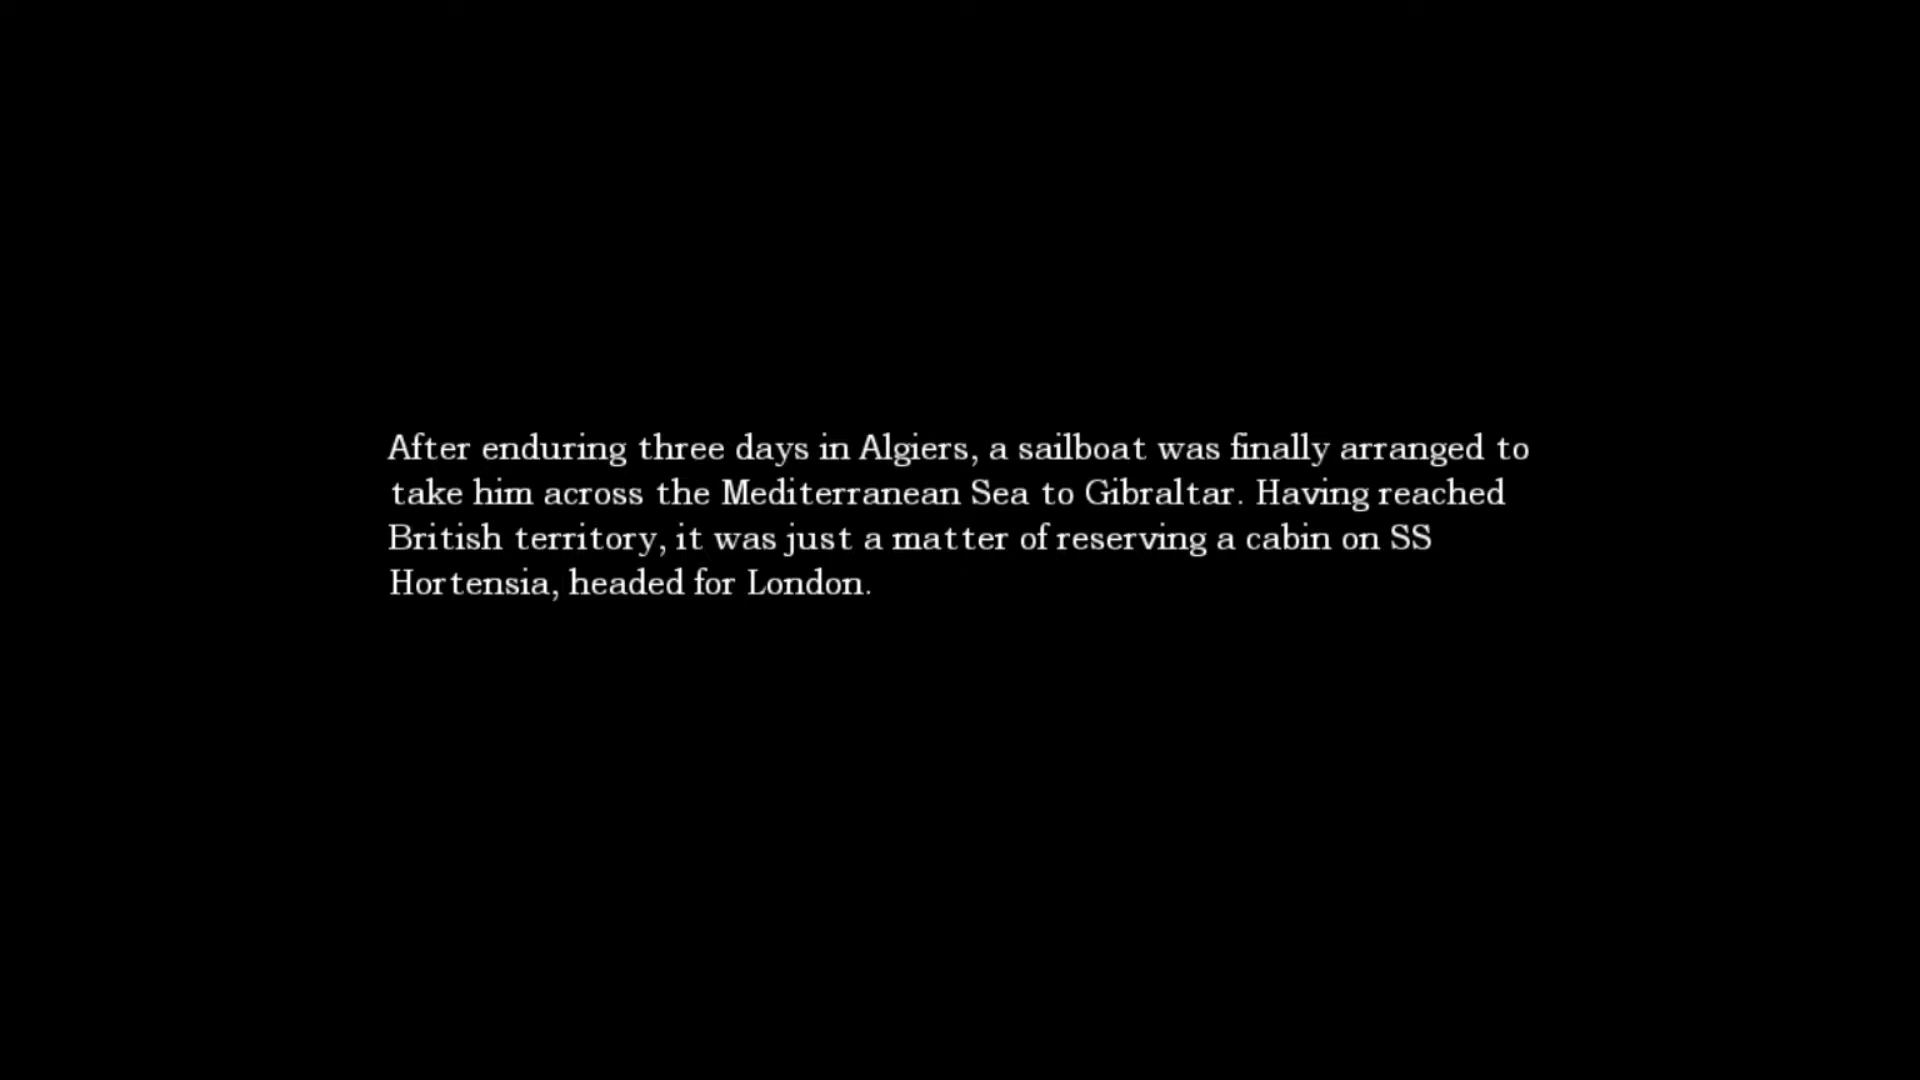 After enduring three days in Algiers, a sailboat was finally arranged to
take him across the Mediterranean Sea to Gibraltar. Having reached
British territory, it was just a matter of reserving a cabin on SS
Hortensia, headed for London.